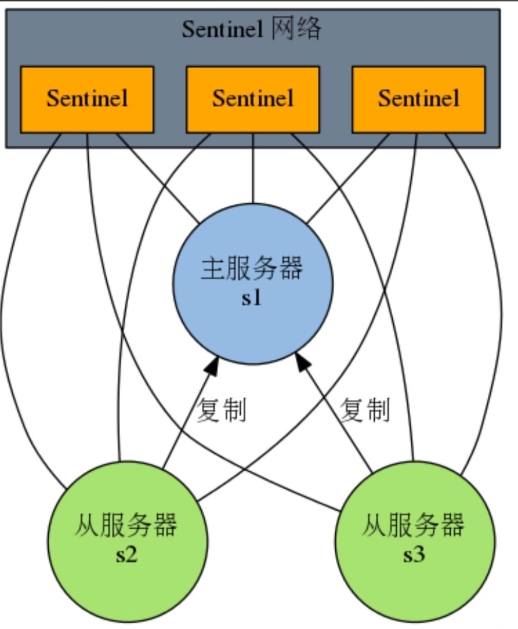 Sentinel 网络
Sentinel
Sentinel
Sentinel
主服务器
s1
复制
复制
从服务器
s2
从服务器
s3